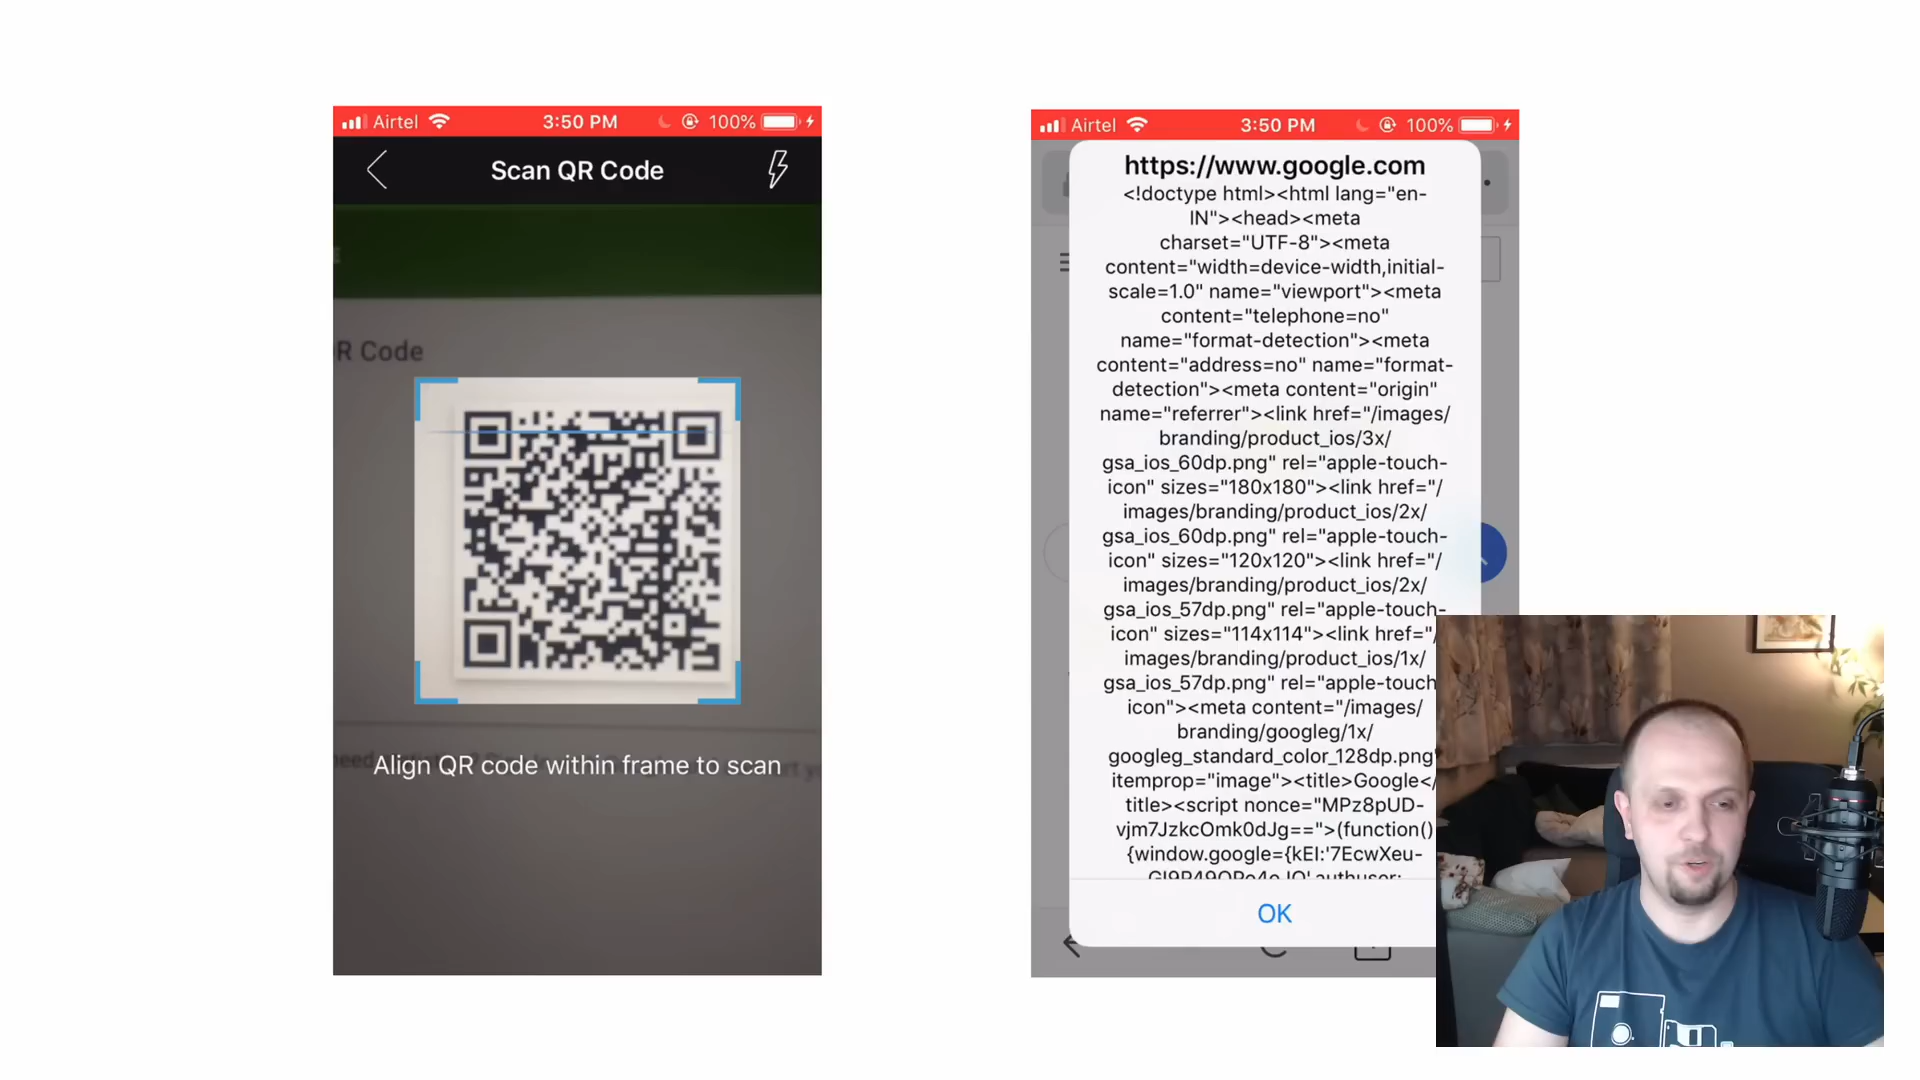 Airtel 3:50 PM 100%
Scan QR Code
R Code
Align QR code within frame to scan
Airtel 3:50 PM 100%
https://www.google.com
<!doctype html><html lang="en-
IN"><head><meta
charset="UTF-8"><meta
content="width=device-width,initial-
scale=1.0" name="viewport"><meta
content="telephone=no"
name="format-detection"><meta
content="address=no" name="format-
detection"><meta content="origin"
name="referrer"><link href="/images/
branding/product_ios/3x/
gsa_ios_60dp.png" rel="apple-touch-
icon" sizes="180x180"><link href="/
images/branding/product_ios/2x/
gsa_ios_60dp.png" rel="apple-touch-
icon" sizes="120x120"><link href="/
images/branding/product_ios/2x/
gsa_ios_57dp.png" rel="apple-touch-
icon" sizes="114x114"><link href="/
images/branding/product_ios/1x/
gsa_ios_57dp.png" rel="apple-touch
icon"><meta content="/images/
branding/googleg/1x/
googleg_standard_color_128dp.png"
itemprop="image"><title>Google</
title><script nonce="MPz8pUD-
vjm7JzkcOmk0dJg==">(function()
{window.google={kEI:'7EcwXeu-
OK